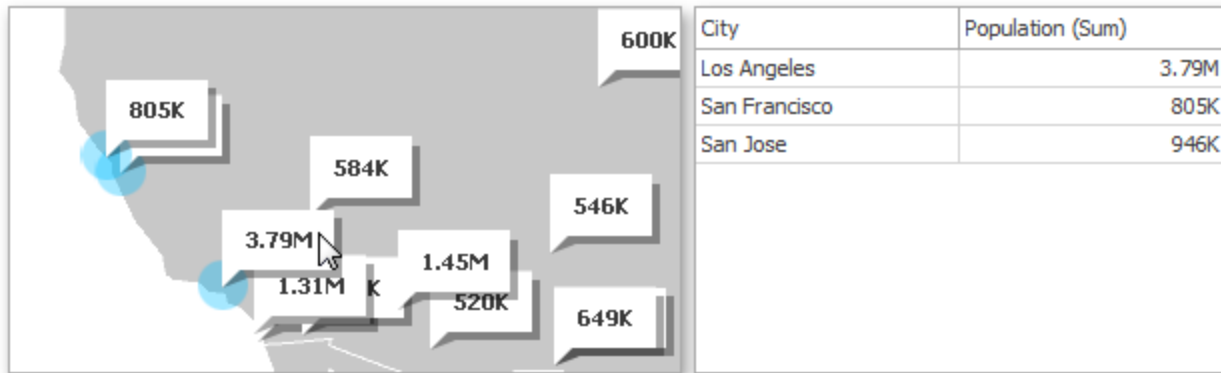 600K
805K
584K
546K
3.79M
1.45M
1.31M
K
520K
649K
City Population (Sum)
Los Angeles 3.79M
San Francisco 805K
San Jose 946K